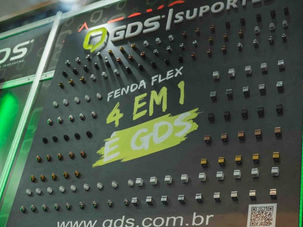 GDS | SUPORTE
GDS
FENDA FLEX
4 EM 1
É GDS
www.gds.com.br